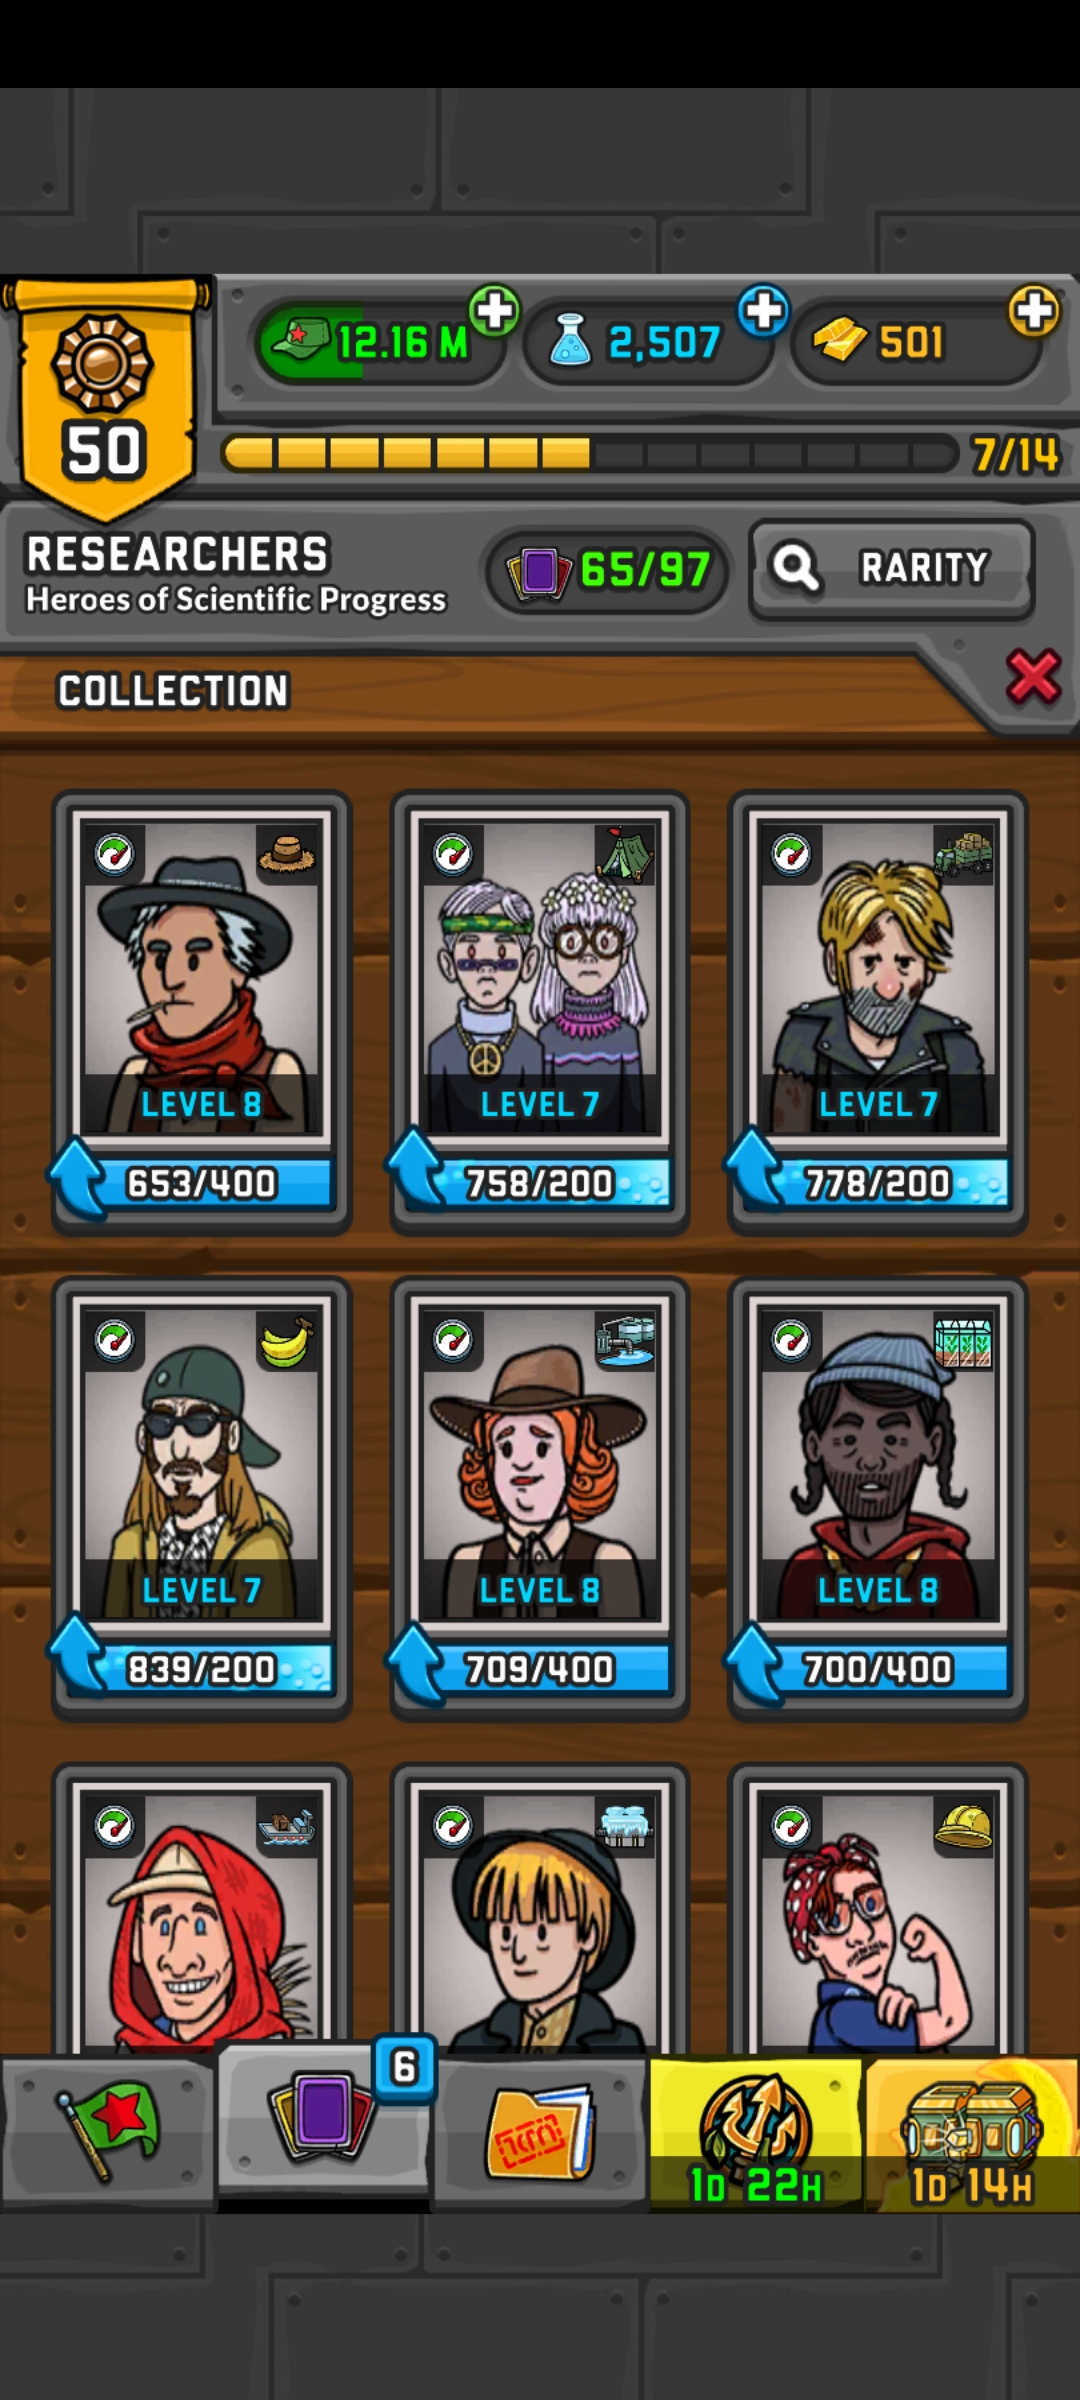 12.16 M
2,507
501
50
7/14
RESEARCHERS
Heroes of Scientific Progress
65/97
RARITY
COLLECTION
LEVEL 8
LEVEL 7
LEVEL 7
653/400
758/200
778/200
LEVEL 7
LEVEL 8
LEVEL 8
839/200
709/400
700/400
6
1D 22H
1D 14H